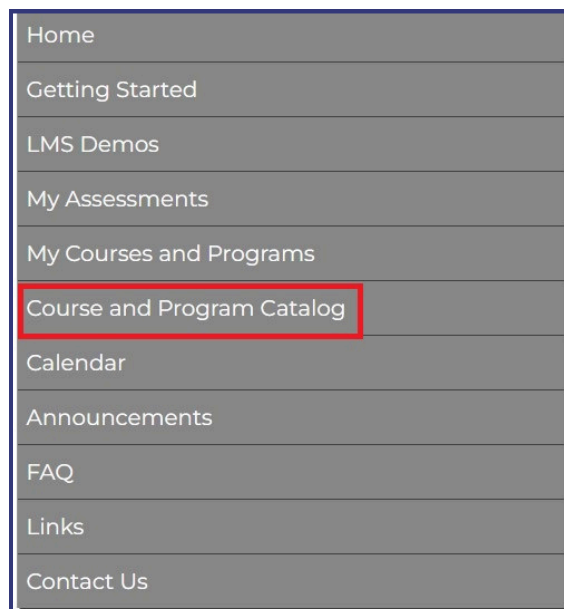 Home
Getting Started
LMS Demos
My Assessments
My Courses and Programs
Course and Program Catalog
Calendar
Announcements
FAQ
Links
Contact Us